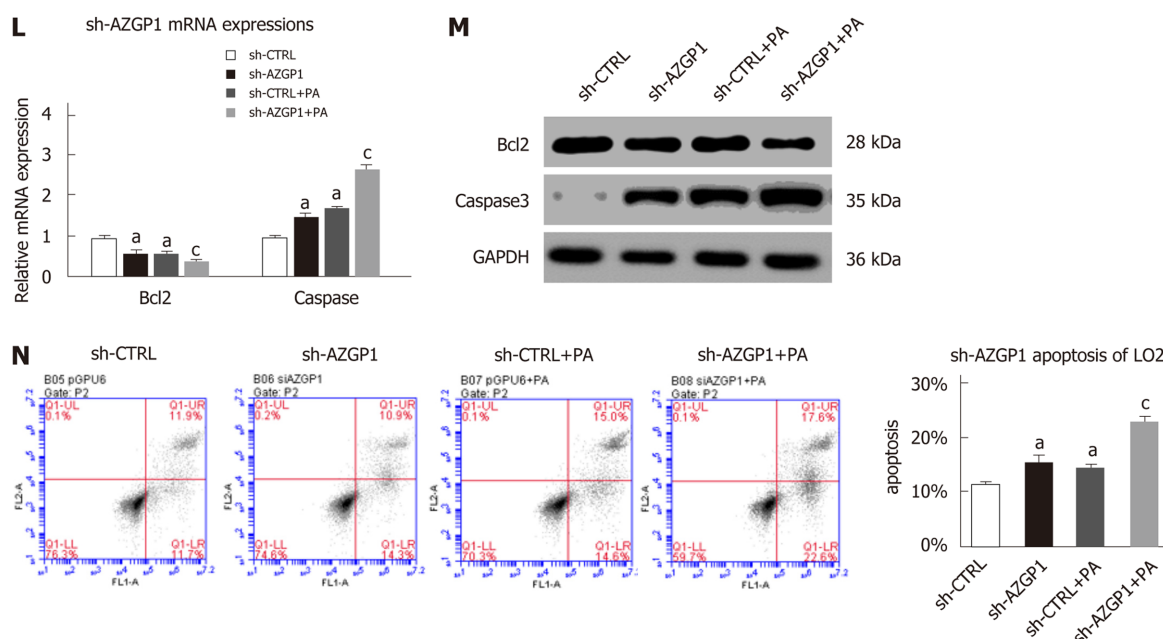 L
sh-AZGP1 mRNA expressions
sh-CTRL
sh-AZGP1
sh-CTRL+PA
sh-AZGP1+PA
Relative mRNA expression
4
3
2
1
0
a
a
c
a
a
c
Bcl2
Caspase
M
sh-CTRL
sh-AZGP1
sh-CTRL+PA
sh-AZGP1+PA
Bcl2
28 kDa
Caspase3
35 kDa
GAPDH
36 kDa
N
sh-CTRL
B05 pGPU6
Gate: P2
Q1-UL
0.1%
Q1-UR
11.9%
Q1-LL
76.3%
Q1-LR
11.7%
FL2-A
FL1-A
sh-AZGP1
B06 siAZGP1
Gate: P2
Q1-UL
0.2%
Q1-UR
10.9%
Q1-LL
74.6%
Q1-LR
14.3%
FL2-A
FL1-A
sh-CTRL+PA
B07 pGPU6+PA
Gate: P2
Q1-UL
0.1%
Q1-UR
15.0%
Q1-LL
70.3%
Q1-LR
14.6%
FL2-A
FL1-A
sh-AZGP1+PA
B08 siAZGP1+PA
Gate: P2
Q1-UL
0.1%
Q1-UR
17.6%
Q1-LL
59.7%
Q1-LR
22.6%
FL2-A
FL1-A
sh-AZGP1 apoptosis of LO2
apoptosis
30%
20%
10%
0%
a
a
c
sh-CTRL
sh-AZGP1
sh-CTRL+PA
sh-AZGP1+PA